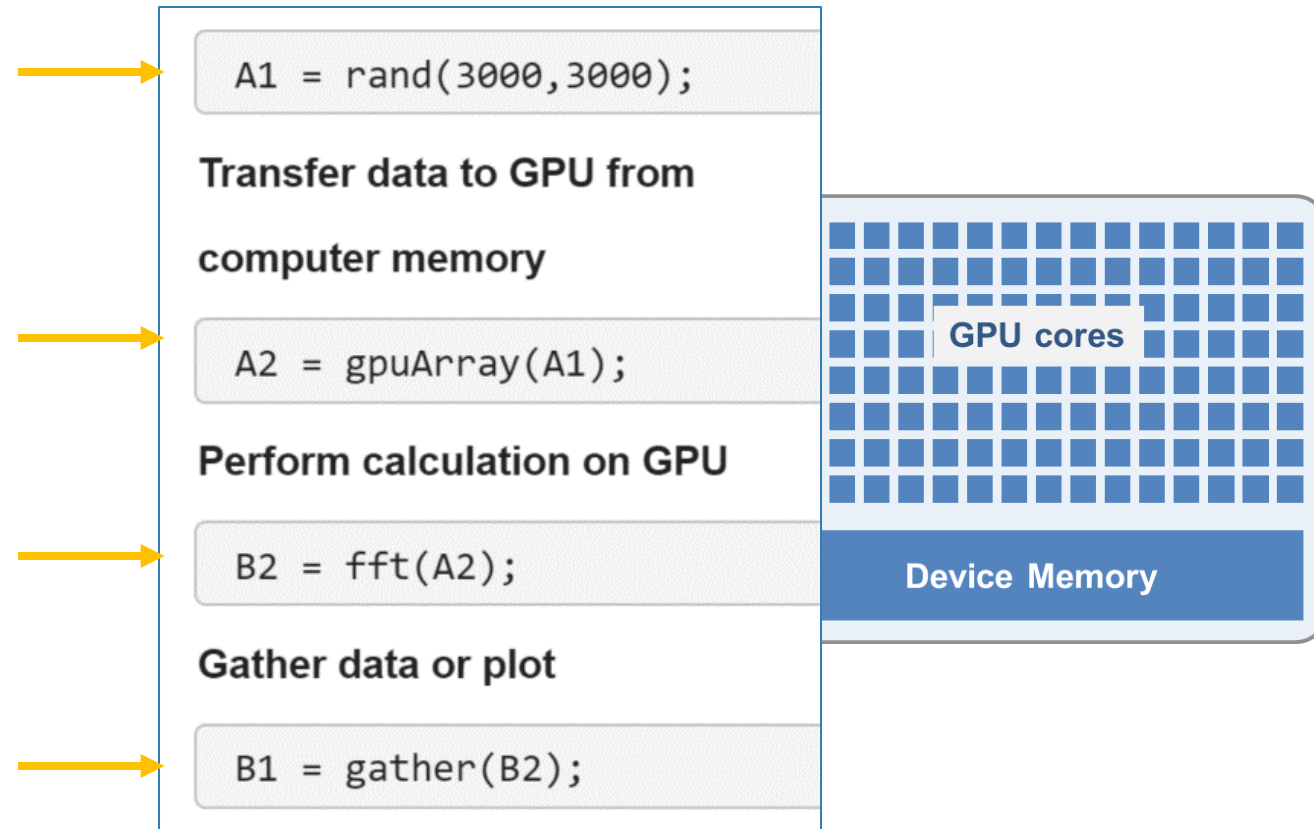 A1 = rand(3000,3000);
Transfer data to GPU from
computer memory
A2 = gpuArray(A1);
Perform calculation on GPU
B2 = fft(A2);
Gather data or plot
B1 = gather(B2);
GPU cores
Device Memory